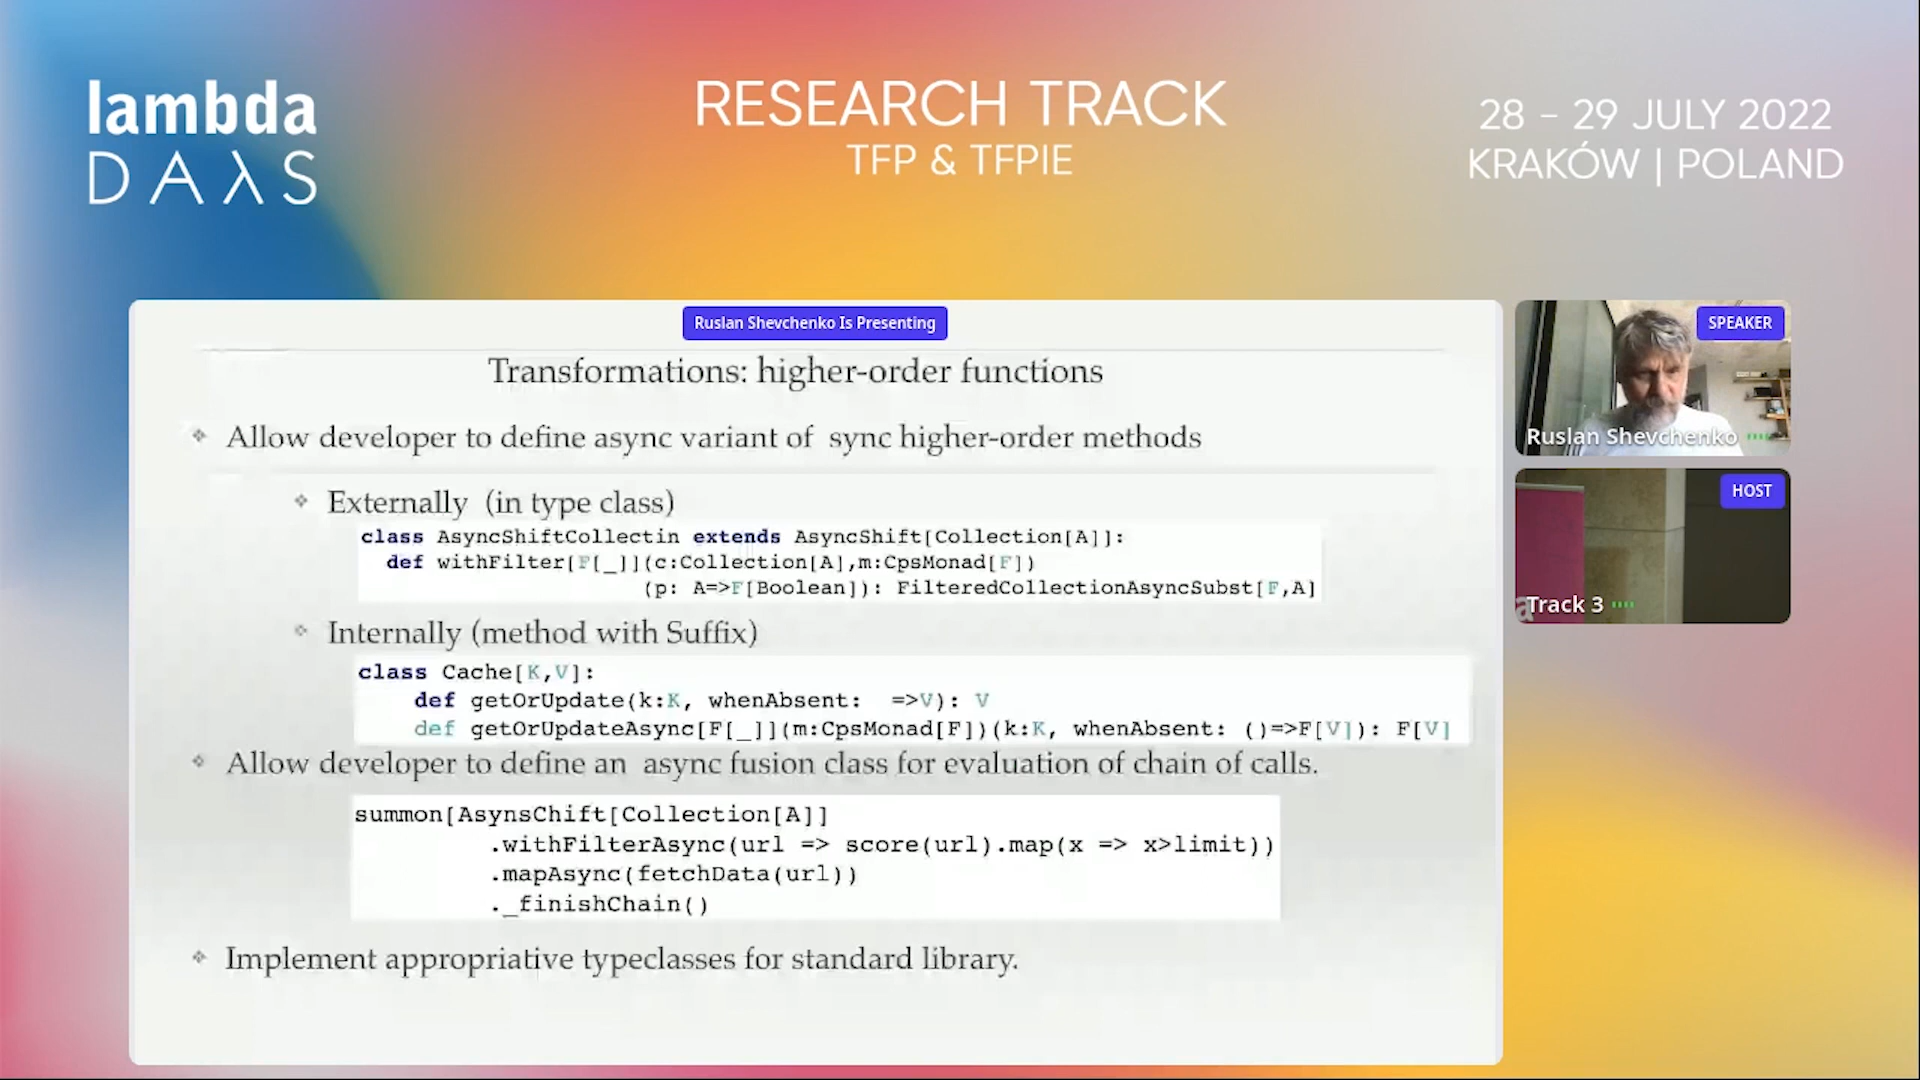 lambda
DAλS
RESEARCH TRACK
TFP & TFPIE
28 – 29 JULY 2022
KRAKÓW | POLAND
Ruslan Shevchenko Is Presenting
Transformations: higher-order functions
Allow developer to define async variant of sync higher-order methods
Externally (in type class)
class AsyncShiftCollectin extends AsyncShift[Collection[A]]:
def withFilter[F[_]](c:Collection[A],m:CpsMonad[F])
(p: A=>F[Boolean]): FilteredCollectionAsyncSubst[F,A]
Internally (method with Suffix)
class Cache[K,V]:
def getOrUpdate(k:K, whenAbsent: =>V): V
def getOrUpdateAsync[F[_]](m:CpsMonad[F])(k:K, whenAbsent: ()=>F[V]): F[V]
Allow developer to define an async fusion class for evaluation of chain of calls.
summon[AsynsChift[Collection[A]]
.withFilterAsync(url => score(url).map(x => x>limit))
.mapAsync(fetchData(url))
._finishChain()
Implement appropriative typeclasses for standard library.
SPEAKER
Ruslan Shevchenko
HOST
Track 3